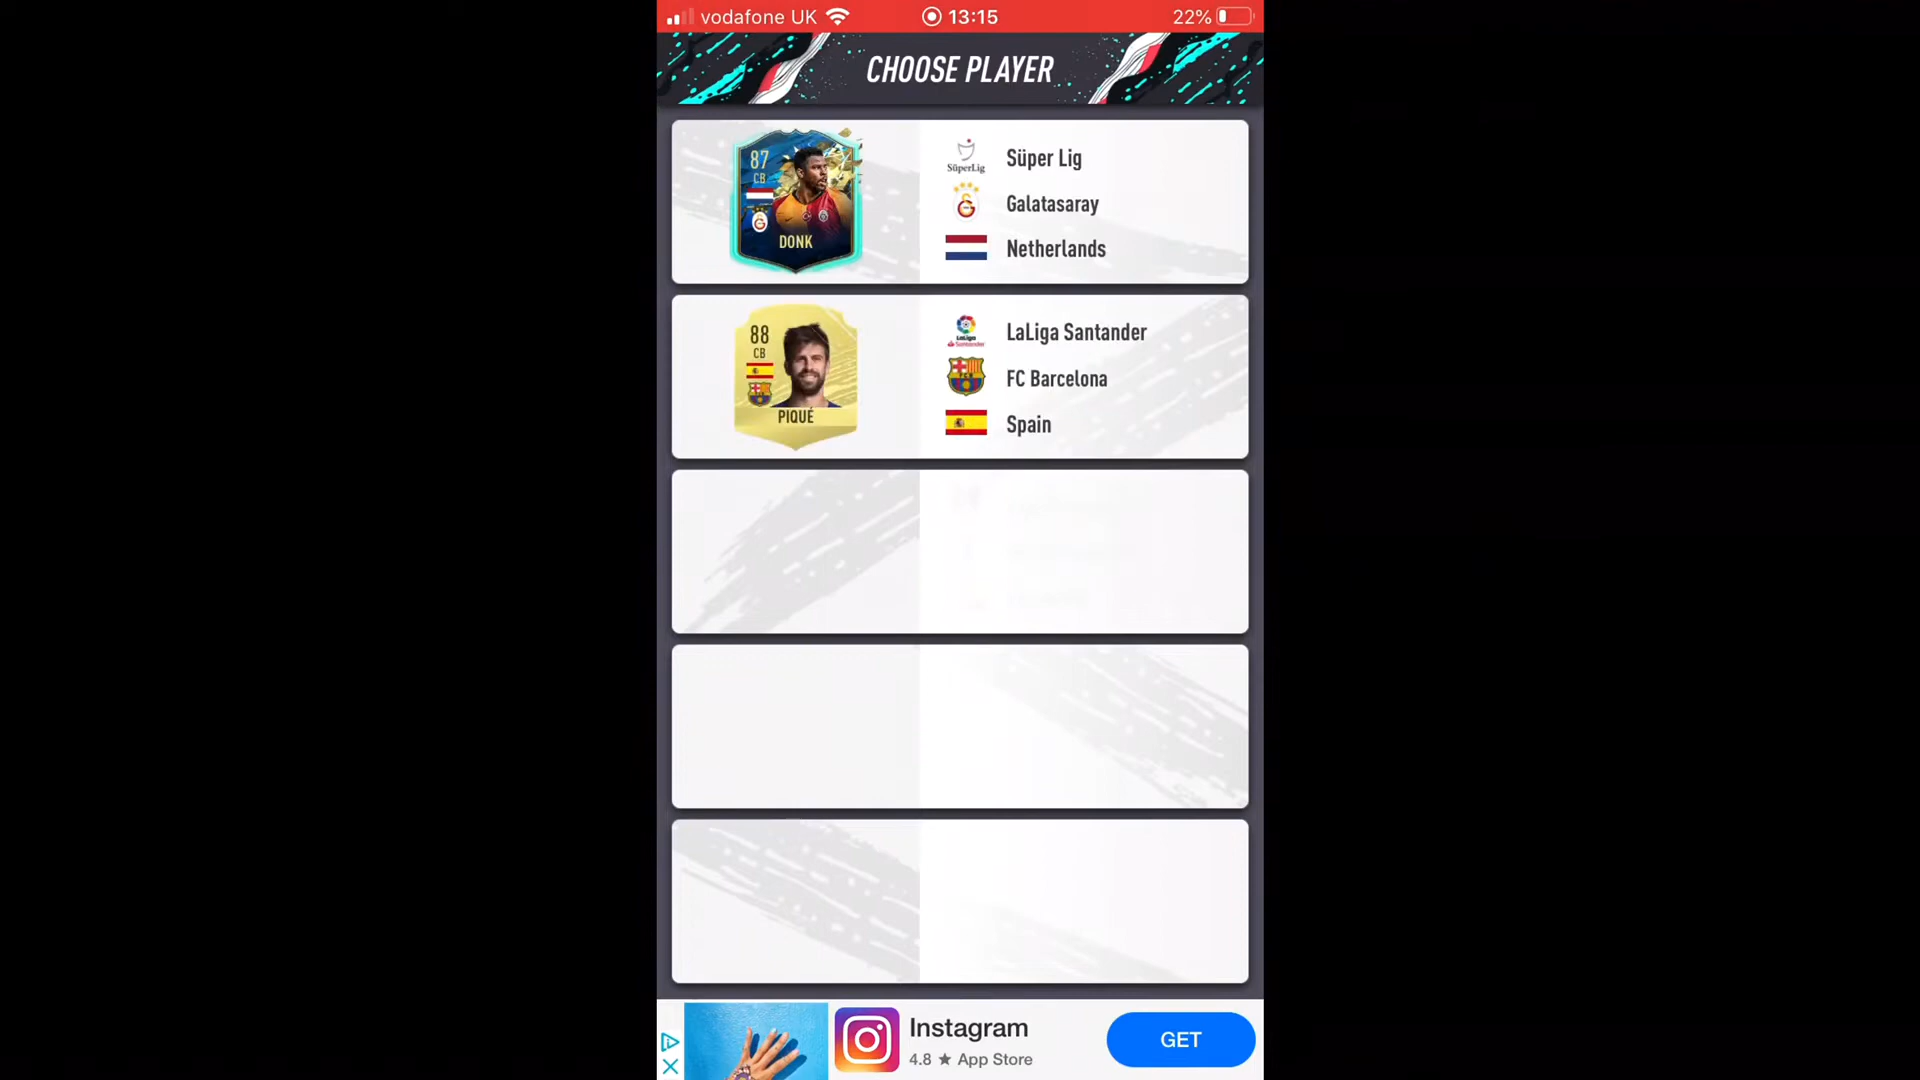 vodafone UK 13:15 22%
CHOOSE PLAYER
87
CB
DONK
SüperLig
Süper Lig
Galatasaray
Netherlands
88
CB
PIQUÉ
LaLiga Santander
FC Barcelona
Spain
Instagram
4.8 ★ App Store
GET